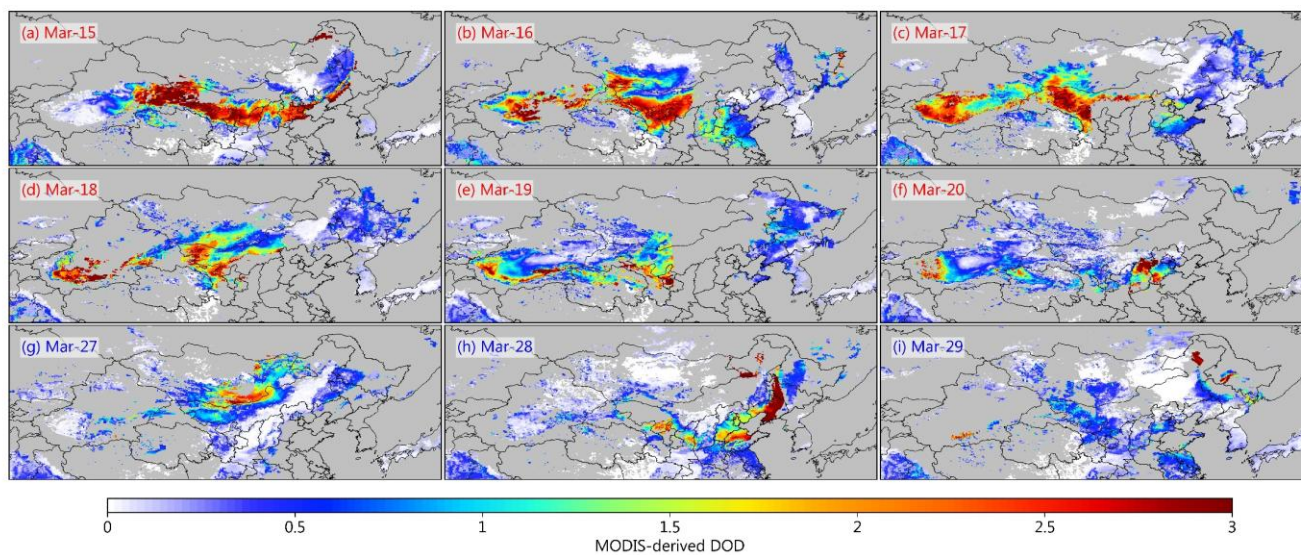 (a) Mar-15
(b) Mar-16
(c) Mar-17
(d) Mar-18
(e) Mar-19
(f) Mar-20
(g) Mar-27
(h) Mar-28
(i) Mar-29
0 0.5 1 1.5 2 2.5 3
MODIS-derived DOD